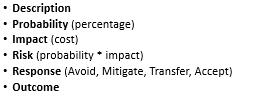 • Description
• Probability (percentage)
• Impact (cost)
• Risk (probability * impact)
• Response (Avoid, Mitigate, Transfer, Accept)
• Outcome